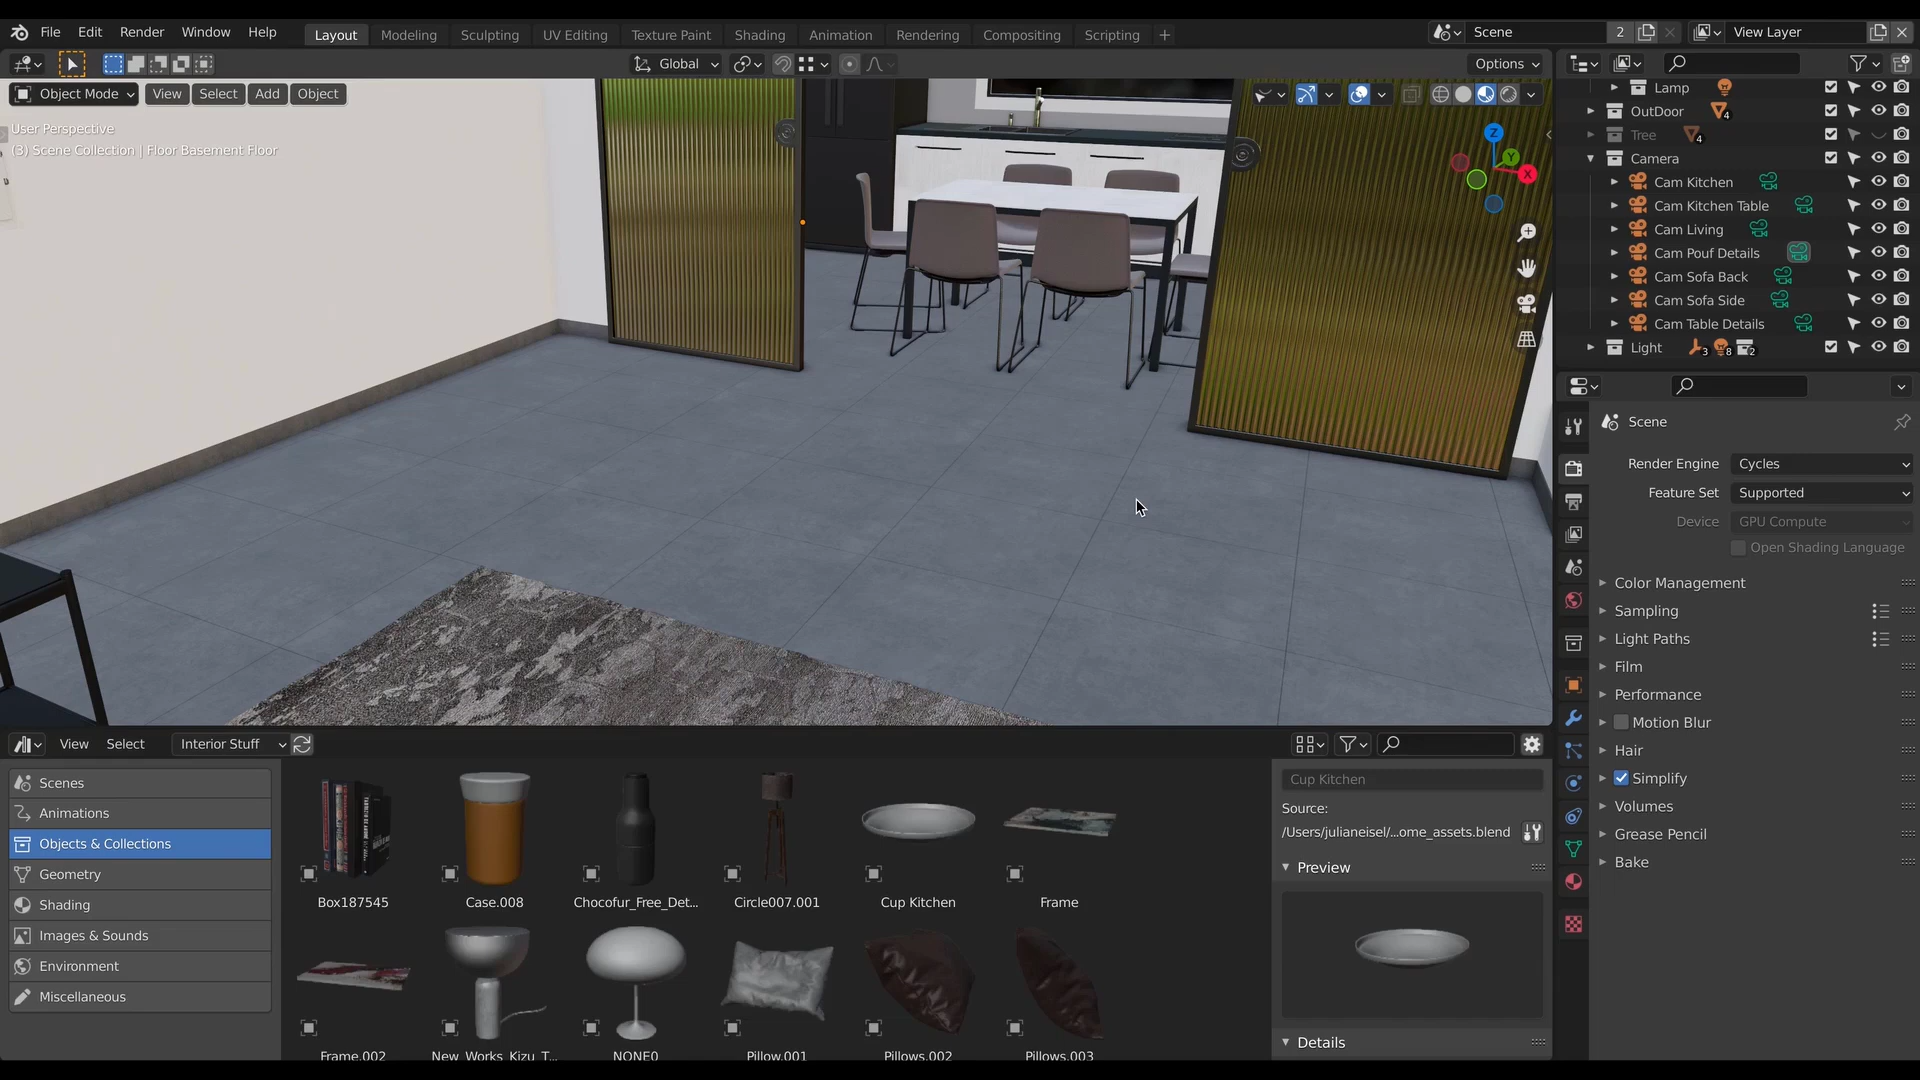 File Edit Render Window Help Layout Modeling Sculpting UV Editing Texture Paint Shading Animation Rendering Compositing Scripting + Scene 2 View Layer
Global Options
Object Mode View Select Add Object
User Perspective
(3) Scene Collection | Floor Basement Floor
Z
Y
X
Lamp
OutDoor 4
Tree 4
Camera
Cam Kitchen
Cam Kitchen Table
Cam Living
Cam Pouf Details
Cam Sofa Back
Cam Sofa Side
Cam Table Details
Light 3 8 2
Scene
Render Engine Cycles
Feature Set Supported
Device GPU Compute
Open Shading Language
Color Management
Sampling
Light Paths
Film
Performance
Motion Blur
Hair
Simplify
Volumes
Grease Pencil
Bake
View Select Interior Stuff
Scenes
Animations
Objects & Collections
Geometry
Shading
Images & Sounds
Environment
Miscellaneous
Box187545 Case.008 Chocofur_Free_Det... Circle007.001 Cup Kitchen Frame
Frame.002 New_Works_Kizu_T... NONE0 Pillow.001 Pillows.002 Pillows.003
Cup Kitchen
Source:
/Users/julianeisel/...ome_assets.blend
Preview
Details